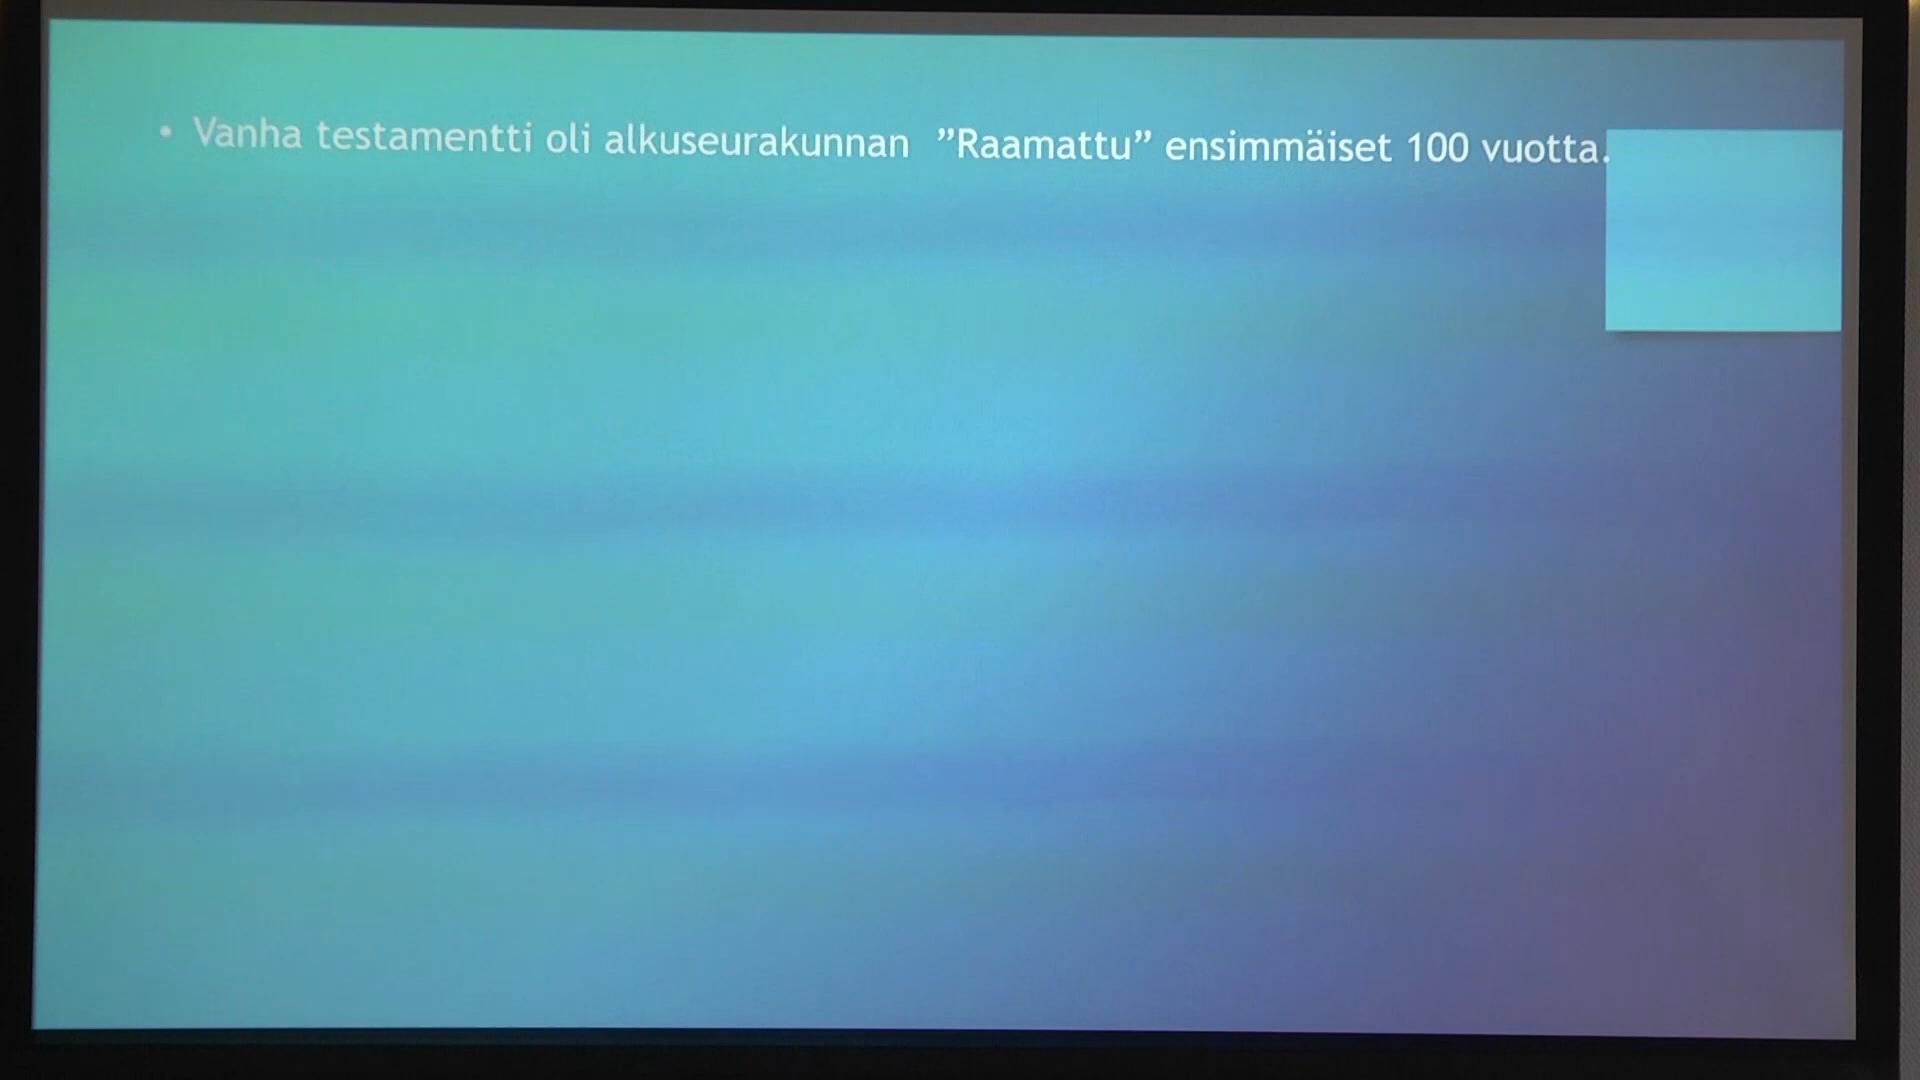 • Vanha testamentti oli alkuseurakunnan ”Raamattu” ensimmäiset 100 vuotta.